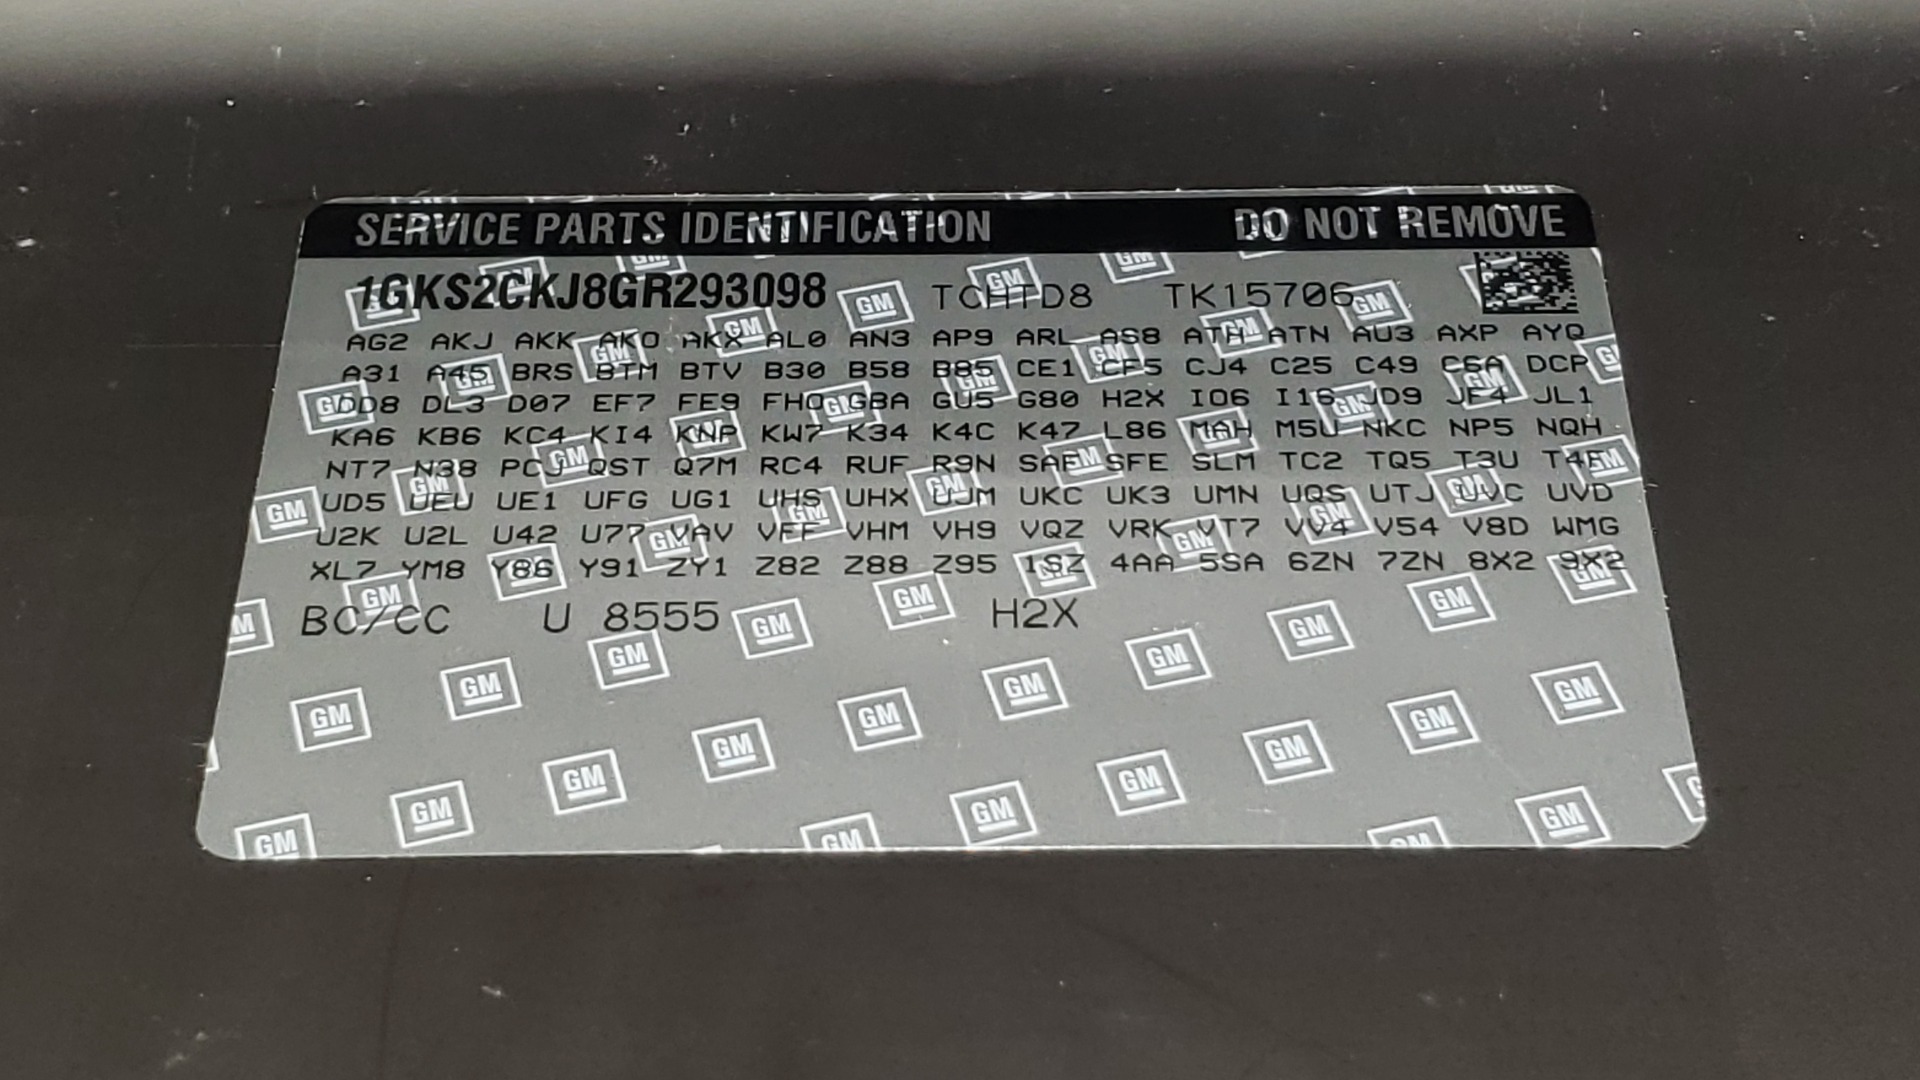 SERVICE PARTS IDENTIFICATION DO NOT REMOVE
1GKS2CKJ8GR293098 TCHTD8 TK15706
AG2 AKJ AKK AKO AKX AL0 AN3 AP9 ARL AS8 ATH ATN AU3 AXP AYQ
A31 A45 BRS BTM BTV B30 B58 B85 CE1 CF5 CJ4 C25 C49 C6A DCP
DD8 DL3 D07 EF7 FE9 FHO GBA GU5 G80 H2X IO6 I16 JD9 JF4 JL1
KA6 KB6 KC4 KI4 KNP KW7 K34 K4C K47 L86 MAH M5U NKC NP5 NQH
NT7 N38 PCJ QST Q7M RC4 RUF R9N SAF SFE SLM TC2 TQ5 T3U T4F
UD5 UEU UE1 UFG UG1 UHS UHX UJM UKC UK3 UMN UQS UTJ UVC UVD
U2K U2L U42 U77 VAV VFF VHM VH9 VQZ VRK VT7 VV4 V54 V8D WMG
XL7 YM8 Y86 Y91 ZY1 Z82 Z88 Z95 1SZ 4AA 5SA 6ZN 7ZN 8X2 9X2
BC/CC U 8555 H2X
GM